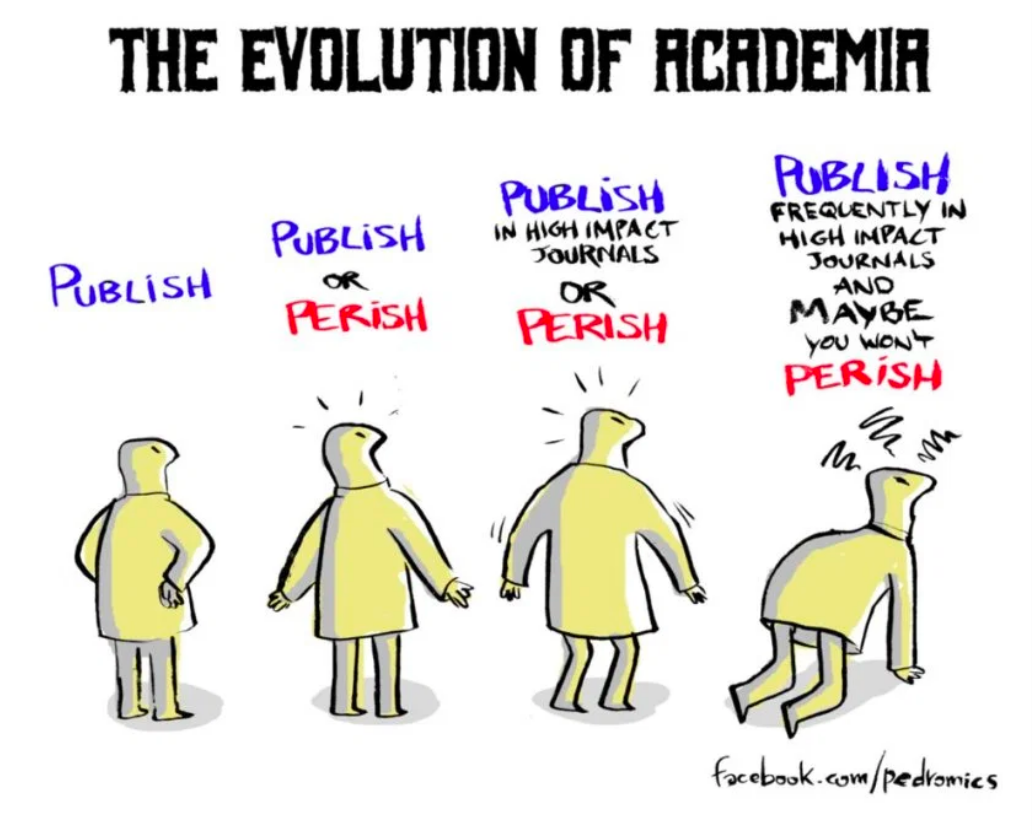 THE EVOLUTION OF ACADEMIA
PUBLISH
PUBLISH
OR
PERISH
PUBLISH
IN HIGH IMPACT
JOURNALS
OR
PERISH
PUBLISH
FREQUENTLY IN
HIGH IMPACT
JOURNALS
AND
MAYBE
YOU WON'T
PERISH
facebook.com/pedromics